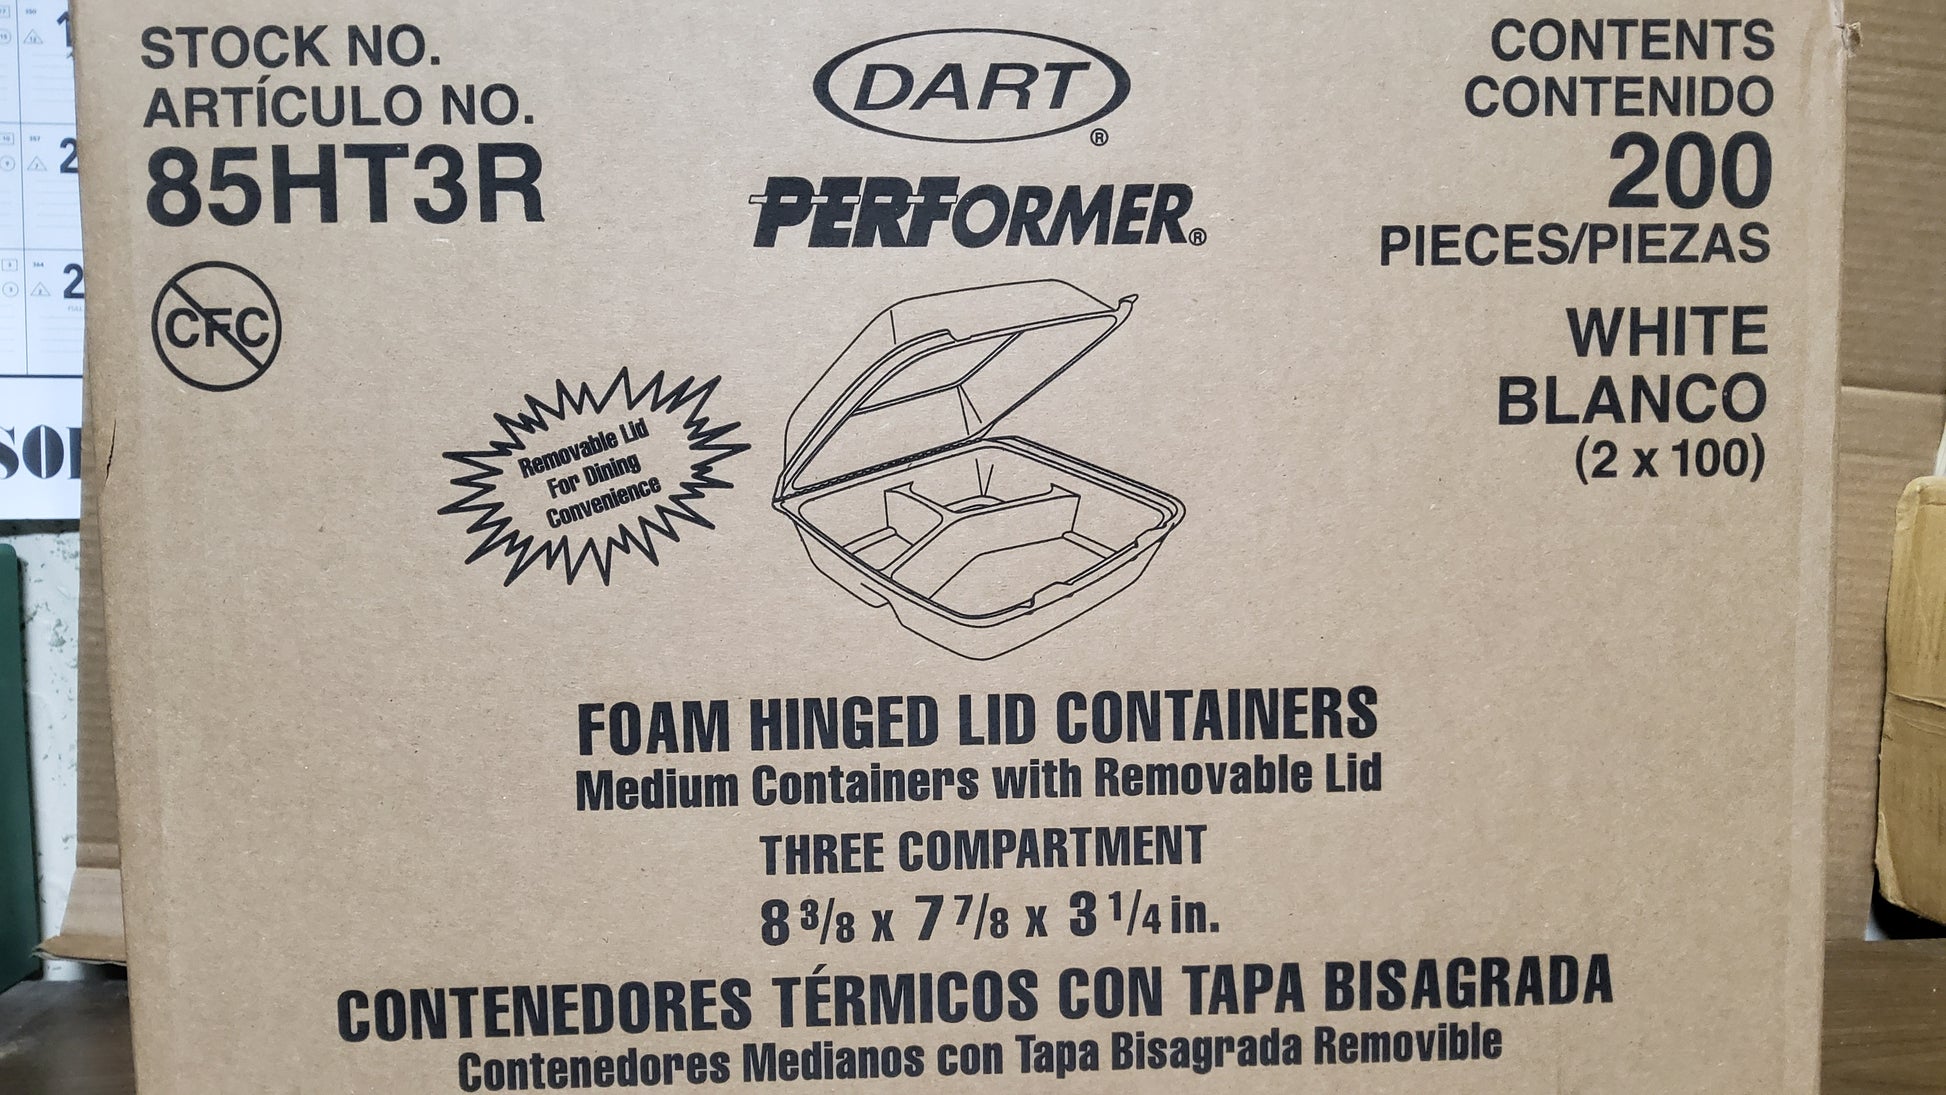 STOCK NO.
ARTÍCULO NO.
85HT3R
CFC
DART®
PERFORMER®
CONTENTS
CONTENIDO
200
PIECES/PIEZAS
WHITE
BLANCO
(2 x 100)
Removable Lid
For Dining
Convenience
FOAM HINGED LID CONTAINERS
Medium Containers with Removable Lid
THREE COMPARTMENT
8 3/8 x 7 7/8 x 3 1/4 in.
CONTENEDORES TÉRMICOS CON TAPA BISAGRADA
Contenedores Medianos con Tapa Bisagrada Removible